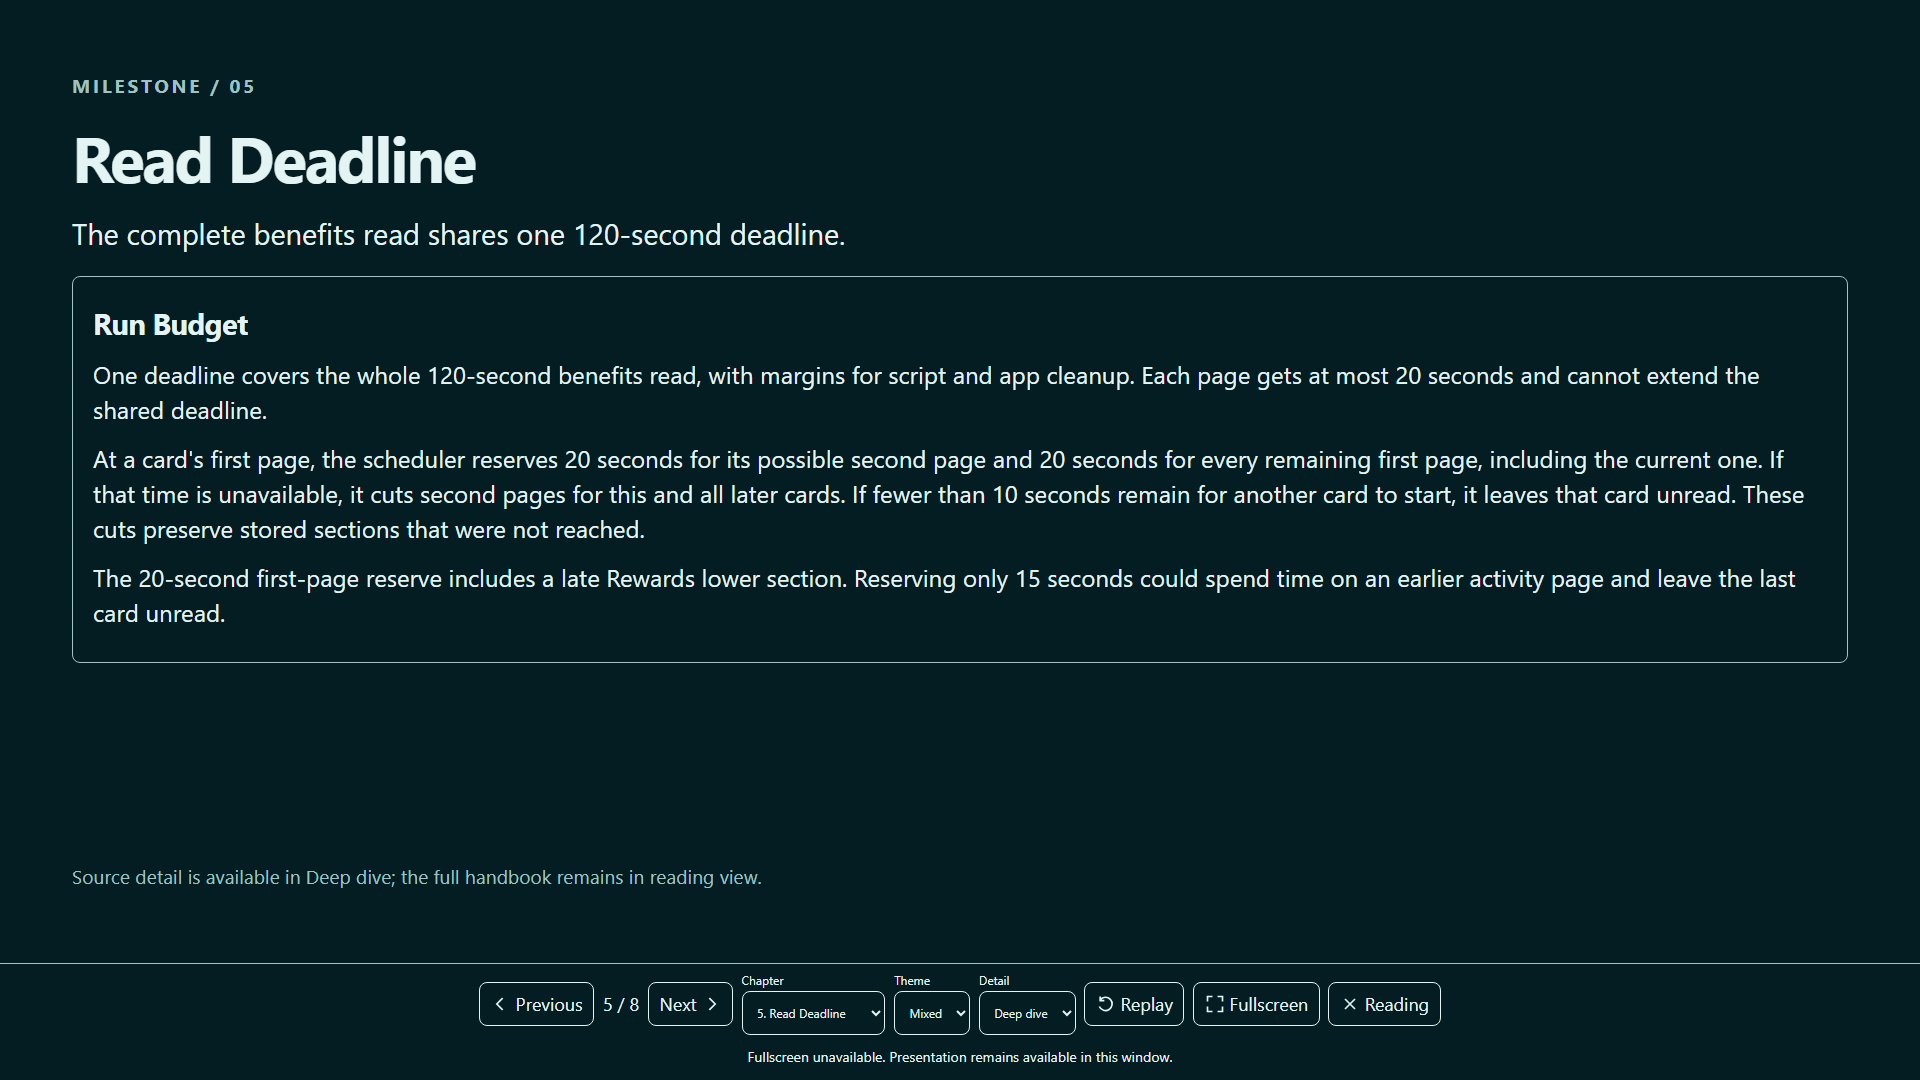 MILESTONE / 05
Read Deadline
The complete benefits read shares one 120-second deadline.
Run Budget
One deadline covers the whole 120-second benefits read, with margins for script and app cleanup. Each page gets at most 20 seconds and cannot extend the
shared deadline.
At a card's first page, the scheduler reserves 20 seconds for its possible second page and 20 seconds for every remaining first page, including the current one. If
that time is unavailable, it cuts second pages for this and all later cards. If fewer than 10 seconds remain for another card to start, it leaves that card unread. These
cuts preserve stored sections that were not reached.
The 20-second first-page reserve includes a late Rewards lower section. Reserving only 15 seconds could spend time on an earlier activity page and leave the last
card unread.
Source detail is available in Deep dive; the full handbook remains in reading view.
Chapter Theme Detail
Previous 5 / 8 Next 5. Read Deadline Mixed Deep dive Replay Fullscreen Reading
Fullscreen unavailable. Presentation remains available in this window.